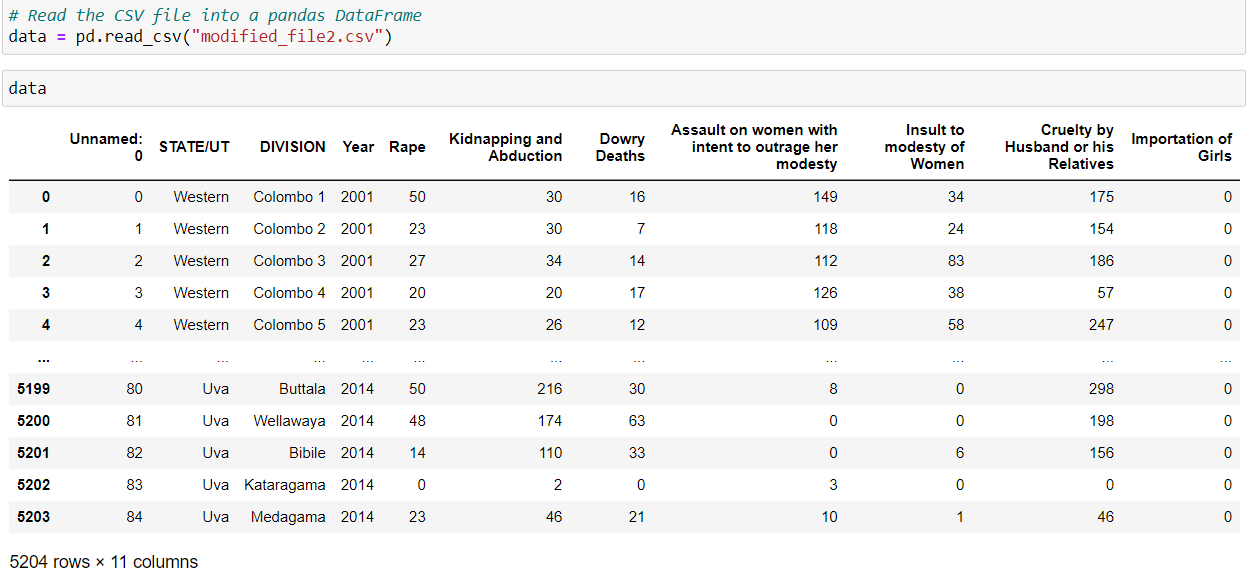 # Read the CSV file into a pandas DataFrame
data = pd.read_csv("modified_file2.csv")
data
Unnamed: 0 STATE/UT DIVISION Year Rape Kidnapping and Abduction Dowry Deaths Assault on women with intent to outrage her modesty Insult to modesty of Women Cruelty by Husband or his Relatives Importation of Girls
0 0 Western Colombo 1 2001 50 30 16 149 34 175 0
1 1 Western Colombo 2 2001 23 30 7 118 24 154 0
2 2 Western Colombo 3 2001 27 34 14 112 83 186 0
3 3 Western Colombo 4 2001 20 20 17 126 38 57 0
4 4 Western Colombo 5 2001 23 26 12 109 58 247 0
... ... ... ... ... ... ... ... ... ... ... ...
5199 80 Uva Buttala 2014 50 216 30 8 0 298 0
5200 81 Uva Wellawaya 2014 48 174 63 0 0 198 0
5201 82 Uva Bibile 2014 14 110 33 0 6 156 0
5202 83 Uva Kataragama 2014 0 2 0 3 0 0 0
5203 84 Uva Medagama 2014 23 46 21 10 1 46 0
5204 rows × 11 columns